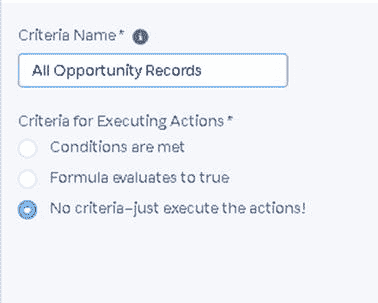 Criteria Name*
All Opportunity Records
Criteria for Executing Actions*
Conditions are met
Formula evaluates to true
No criteria–just execute the actions!